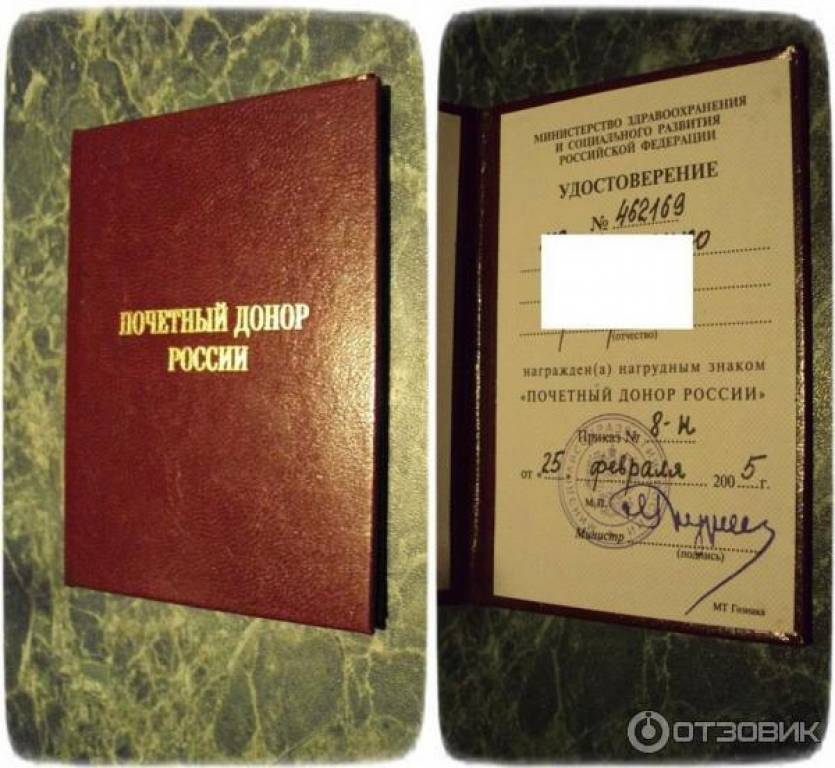 ПОЧЕТНЫЙ ДОНОР
РОССИИ
МИНИСТЕРСТВО ЗДРАВООХРАНЕНИЯ
И СОЦИАЛЬНОГО РАЗВИТИЯ
РОССИЙСКОЙ ФЕДЕРАЦИИ
УДОСТОВЕРЕНИЕ
№ 462169
(отчество)
награжден(а) нагрудным знаком
«ПОЧЕТНЫЙ ДОНОР РОССИИ»
Приказ № 8-Н
от «25 февраля 2005 г.
М.П.
Министр
(подпись)
МТ Гознака
ОТЗОВИК